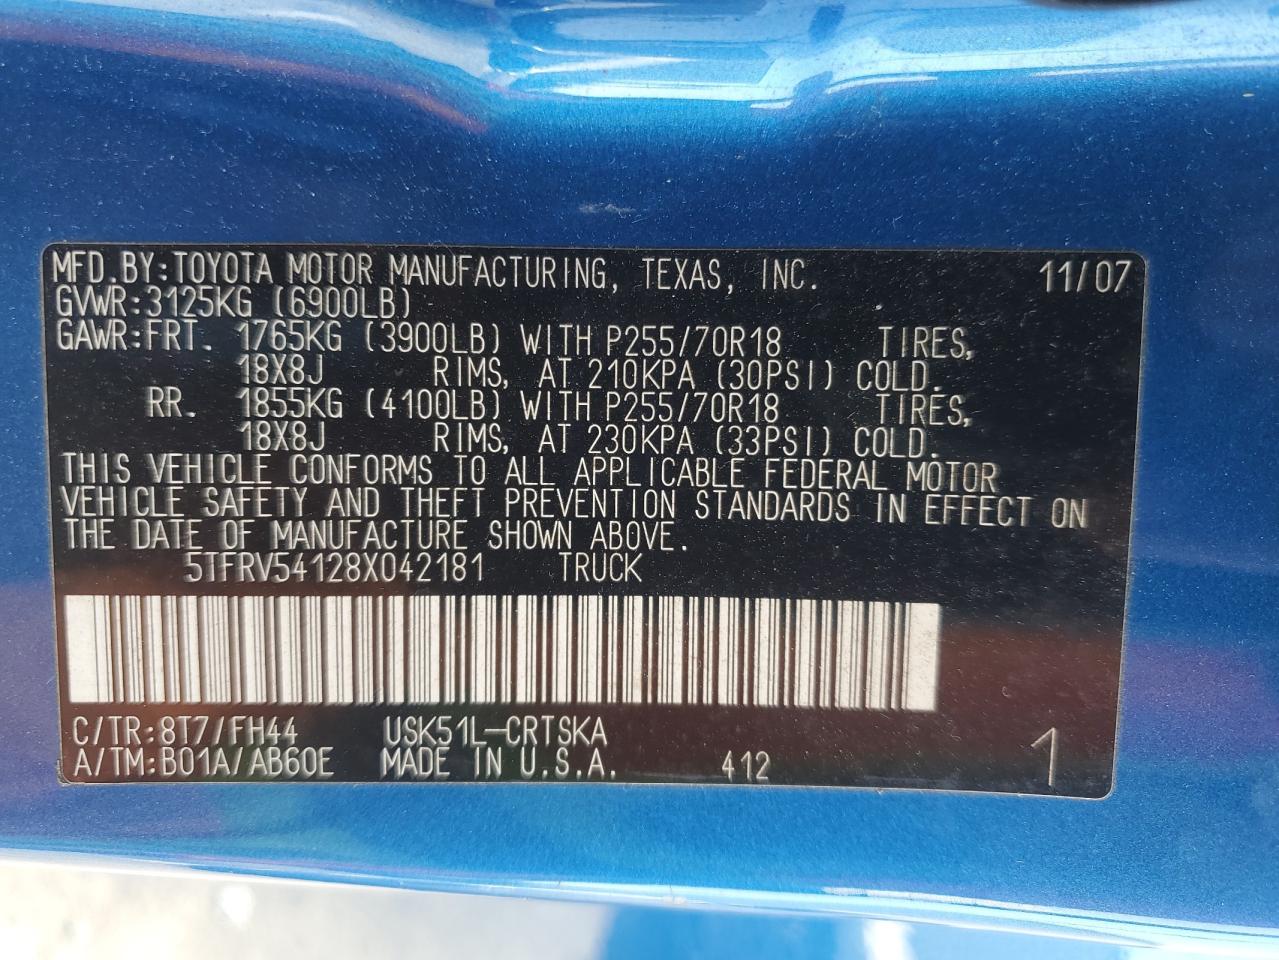 MFD.BY:TOYOTA MOTOR MANUFACTURING, TEXAS, INC. 11/07
GVWR:3125KG (6900LB)
GAWR:FRT. 1765KG (3900LB) WITH P255/70R18 TIRES,
18X8J RIMS, AT 210KPA (30PSI) COLD.
RR. 1855KG (4100LB) WITH P255/70R18 TIRES,
18X8J RIMS, AT 230KPA (33PSI) COLD.
THIS VEHICLE CONFORMS TO ALL APPLICABLE FEDERAL MOTOR
VEHICLE SAFETY AND THEFT PREVENTION STANDARDS IN EFFECT ON
THE DATE OF MANUFACTURE SHOWN ABOVE.
5TFRV54128X042181 TRUCK
C/TR:8T7/FH44 USK51L-CRTSKA
A/TM:B01A/AB60E MADE IN U.S.A. 412 1